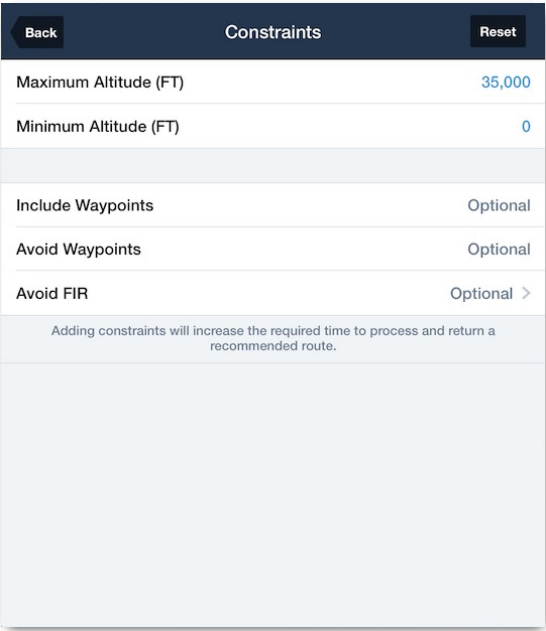 Back Constraints Reset
Maximum Altitude (FT) 35,000
Minimum Altitude (FT) 0
Include Waypoints Optional
Avoid Waypoints Optional
Avoid FIR Optional
Adding constraints will increase the required time to process and return a
recommended route.